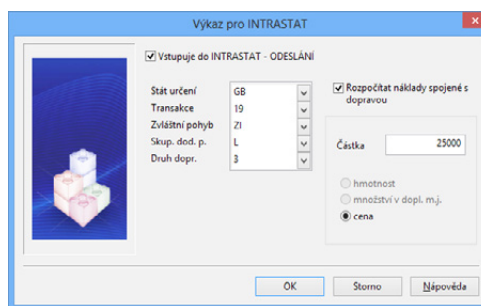 Výkaz pro INTRASTAT
Vstupuje do INTRASTAT - ODESLÁNÍ
Stát určení GB
Transakce 19
Zvláštní pohyb ZI
Skup. dod. p. L
Druh dopr. 3
Rozpočítat náklady spojené s
dopravou
Částka 25000
hmotnost
množství v dopl. m.j.
cena
OK Storno Nápověda